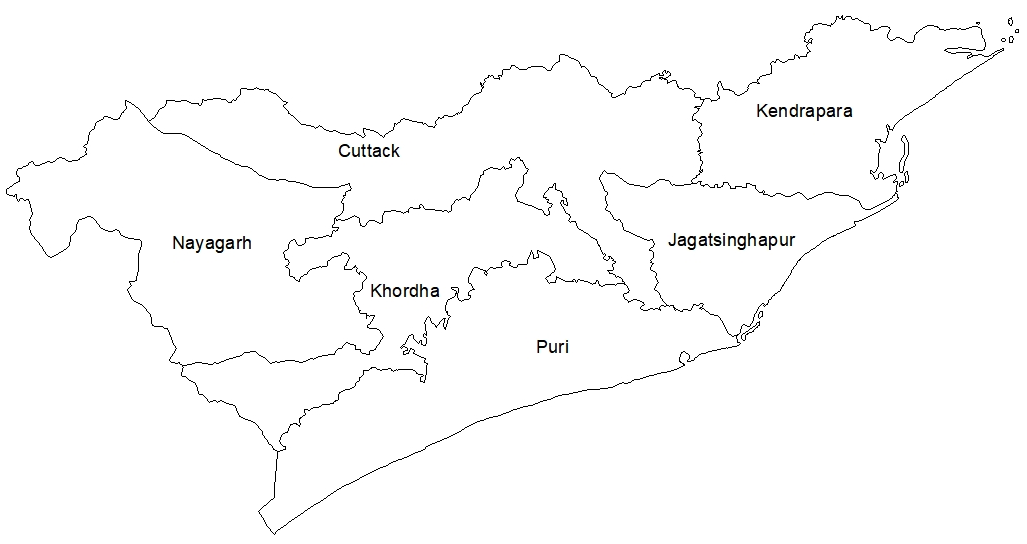 Kendrapara
Cuttack
Nayagarh
Jagatsinghapur
Khordha
Puri